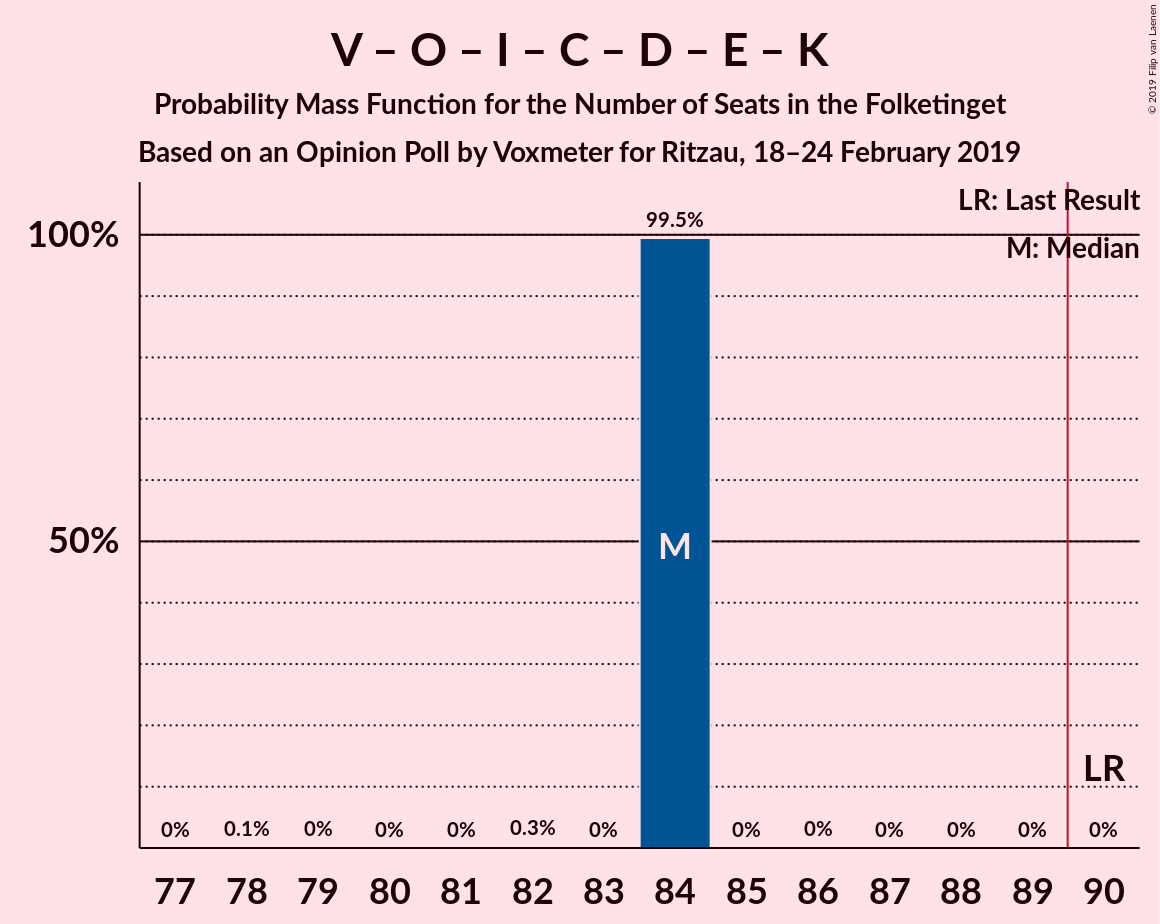 V – O – I – C – D – E – K
Probability Mass Function for the Number of Seats in the Folketinget
Based on an Opinion Poll by Voxmeter for Ritzau, 18–24 February 2019
© 2019 Filip van Laenen
LR: Last Result
M: Median
100%
50%
99.5%
M
LR
0% 0.1% 0% 0% 0% 0.3% 0% 0% 0% 0% 0% 0% 0%
77 78 79 80 81 82 83 84 85 86 87 88 89 90